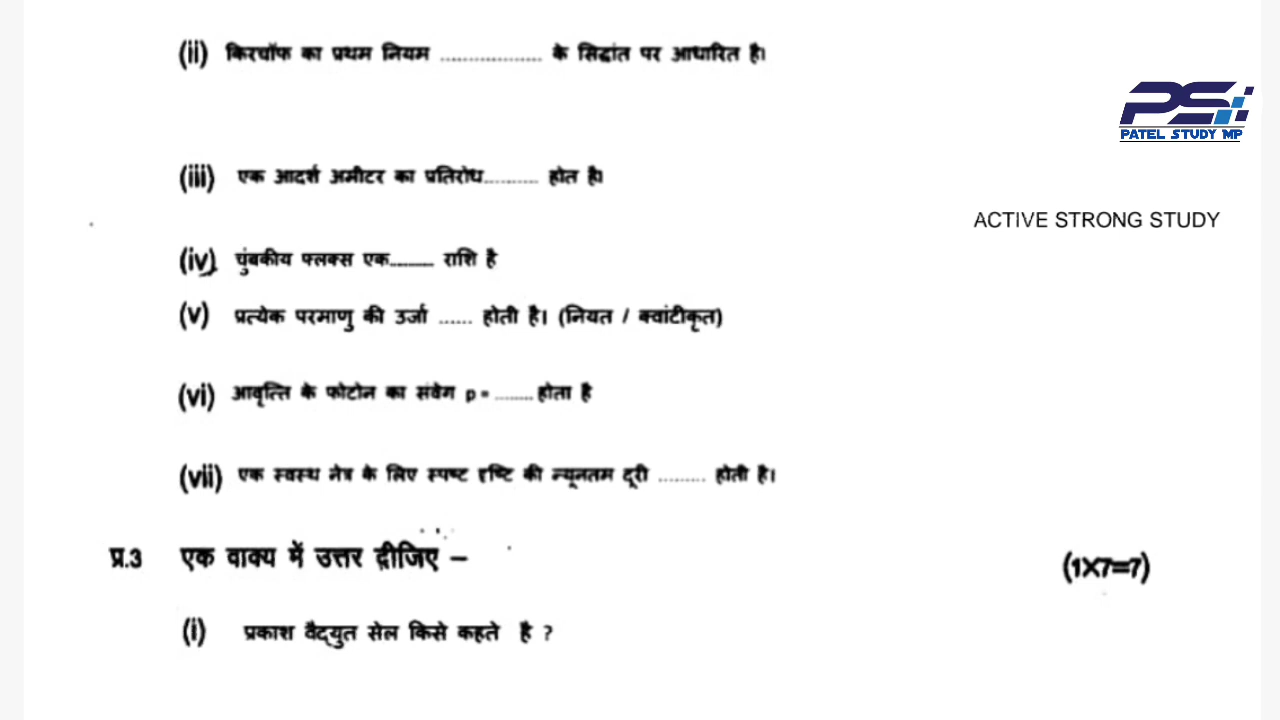 (ii) किरचॉफ का प्रथम नियम .................. के सिद्धांत पर आधारित है।
PS
PATEL STUDY MP
(iii) एक आदर्श अमीटर का प्रतिरोध........... होत है।
ACTIVE STRONG STUDY
(iv) चुंबकीय फ्लक्स एक......... राशि है
(v) प्रत्येक परमाणु की उर्जा ...... होती है। (नियत / क्वांटीकृत)
(vi) आवृत्ति के फोटोन का संवेग p = ........ होता है
(vii) एक स्वस्थ नेत्र के लिए स्पष्ट दृष्टि की न्यूनतम दूरी ......... होती है।
प्र.3 एक वाक्य में उत्तर दीजिए – (1X7=7)
(i) प्रकाश वैद्युत सेल किसे कहते है ?